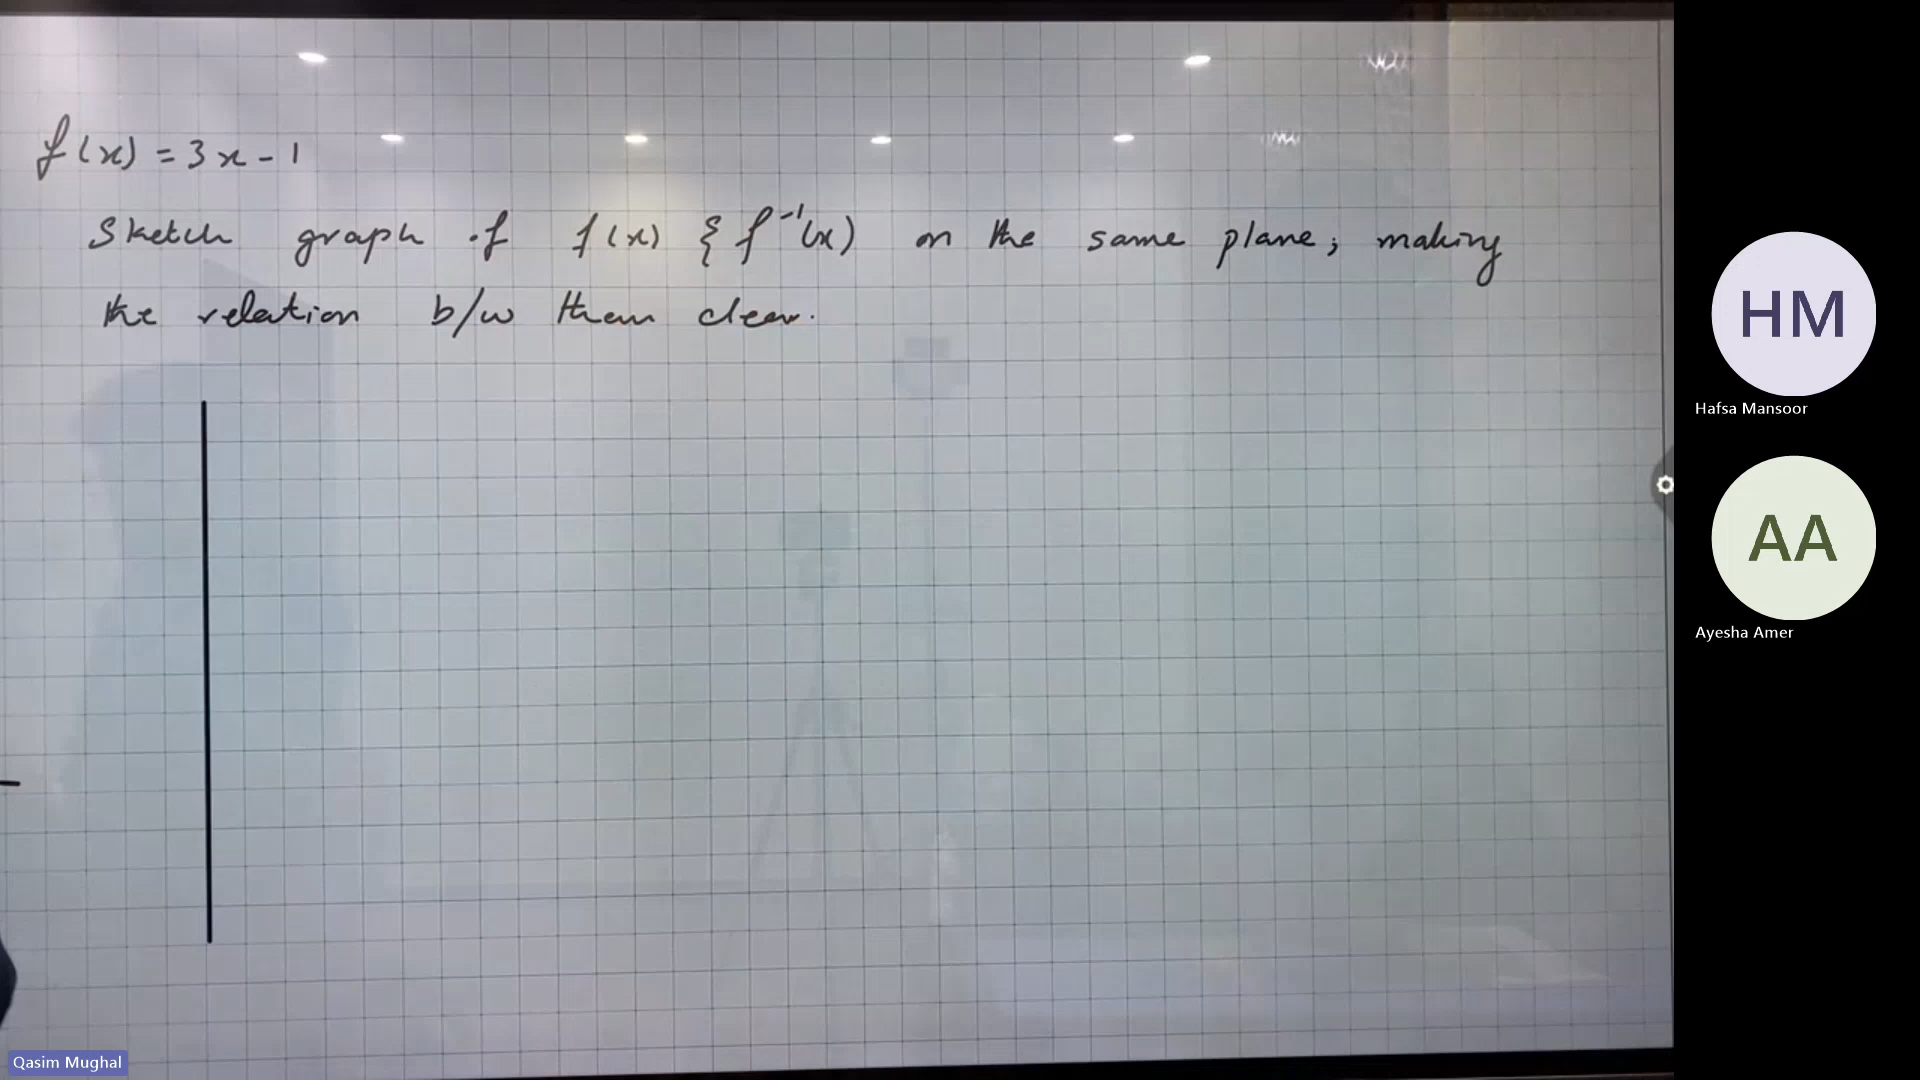 f(x) = 3x - 1
Sketch graph of f(x) & f⁻¹(x) on the same plane; making
the relation b/w them clear.
HM
Hafsa Mansoor
AA
Ayesha Amer
Qasim Mughal